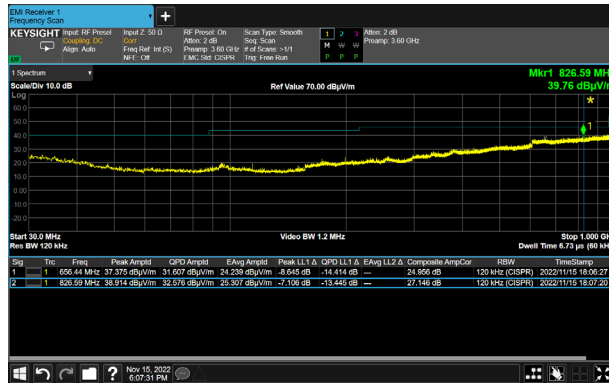 EMI Receiver 1
Frequency Scan
+
KEYSIGHT
Input: RF Presel
Coupling: DC
Align: Auto
Input Z: 50 Ω
Corr
Freq Ref: Int (S)
NFE: Off
RF Presel: On
Atten: 2 dB
Preamp: 3.60 GHz
EMC Std: CISPR
Scan Type: Smooth
Seq: Scan
# of Scans: >1/1
Trig: Free Run
1 2 3
M W W
P P P
Atten: 2 dB
Preamp: 3.60 GHz
1 Spectrum
Scale/Div 10.0 dB
Ref Value 70.00 dBµV/m
Mkr1 826.59 MH
39.76 dBµV/
Log
60.0
50.0
40.0
30.0
20.0
10.0
0.00
-10.0
-20.0
1
Start 30.0 MHz
Res BW 120 kHz
Video BW 1.2 MHz
Stop 1.000 GH
Dwell Time 6.73 µs (60 kH
Sig Trc Freq Peak Amptd QPD Amptd EAvg Amptd Peak LL1 Δ QPD LL1 Δ EAvg LL2 Δ Composite AmpCor RBW TimeStamp
1 1 656.44 MHz 37.375 dBµV/m 31.607 dBµV/m 24.239 dBµV/m -8.645 dB -14.414 dB — 24.956 dB 120 kHz (CISPR) 2022/11/15 18:06:27
2 1 826.59 MHz 38.914 dBµV/m 32.576 dBµV/m 25.307 dBµV/m -7.106 dB -13.445 dB — 27.146 dB 120 kHz (CISPR) 2022/11/15 18:07:20
?
Nov 15, 2022
6:07:31 PM